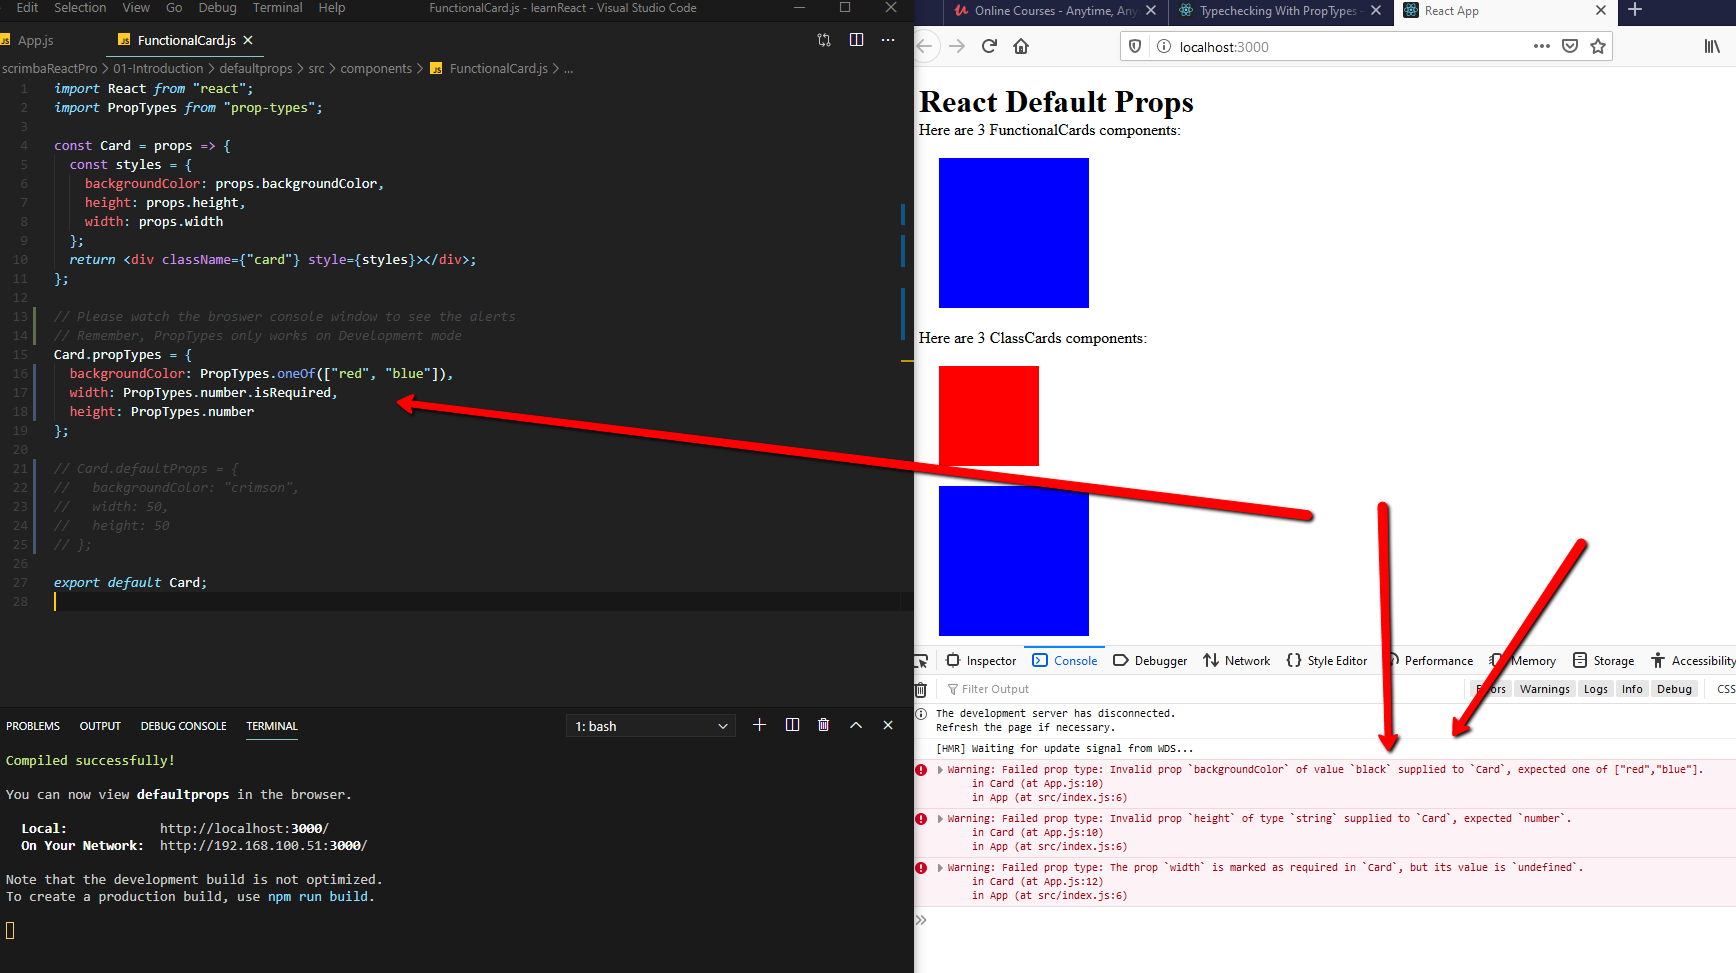 Edit Selection View Go Debug Terminal Help FunctionalCard.js - learnReact - Visual Studio Code
App.js FunctionalCard.js
scrimbaReactPro > 01-Introduction > defaultprops > src > components > FunctionalCard.js > ...
1 import React from "react";
2 import PropTypes from "prop-types";
3
4 const Card = props => {
5 const styles = {
6 backgroundColor: props.backgroundColor,
7 height: props.height,
8 width: props.width
9 };
10 return <div className={"card"} style={styles}></div>;
11 };
12
13 // Please watch the broswer console window to see the alerts
14 // Remember, PropTypes only works on Development mode
15 Card.propTypes = {
16 backgroundColor: PropTypes.oneOf(["red", "blue"]),
17 width: PropTypes.number.isRequired,
18 height: PropTypes.number
19 };
20
21 // Card.defaultProps = {
22 // backgroundColor: "crimson",
23 // width: 50,
24 // height: 50
25 // };
26
27 export default Card;
28
PROBLEMS OUTPUT DEBUG CONSOLE TERMINAL 1: bash
Compiled successfully!
You can now view defaultprops in the browser.
Local: http://localhost:3000/
On Your Network: http://192.168.100.51:3000/
Note that the development build is not optimized.
To create a production build, use npm run build.
Online Courses - Anytime, Any Typechecking With PropTypes - React App
localhost:3000
React Default Props
Here are 3 FunctionalCards components:
Here are 3 ClassCards components:
Inspector Console Debugger Network Style Editor Performance Memory Storage Accessibility
Filter Output Errors Warnings Logs Info Debug CSS
The development server has disconnected.
Refresh the page if necessary.
[HMR] Waiting for update signal from WDS...
Warning: Failed prop type: Invalid prop `backgroundColor` of value `black` supplied to `Card`, expected one of ["red","blue"].
in Card (at App.js:10)
in App (at src/index.js:6)
Warning: Failed prop type: Invalid prop `height` of type `string` supplied to `Card`, expected `number`.
in Card (at App.js:10)
in App (at src/index.js:6)
Warning: Failed prop type: The prop `width` is marked as required in `Card`, but its value is `undefined`.
in Card (at App.js:12)
in App (at src/index.js:6)